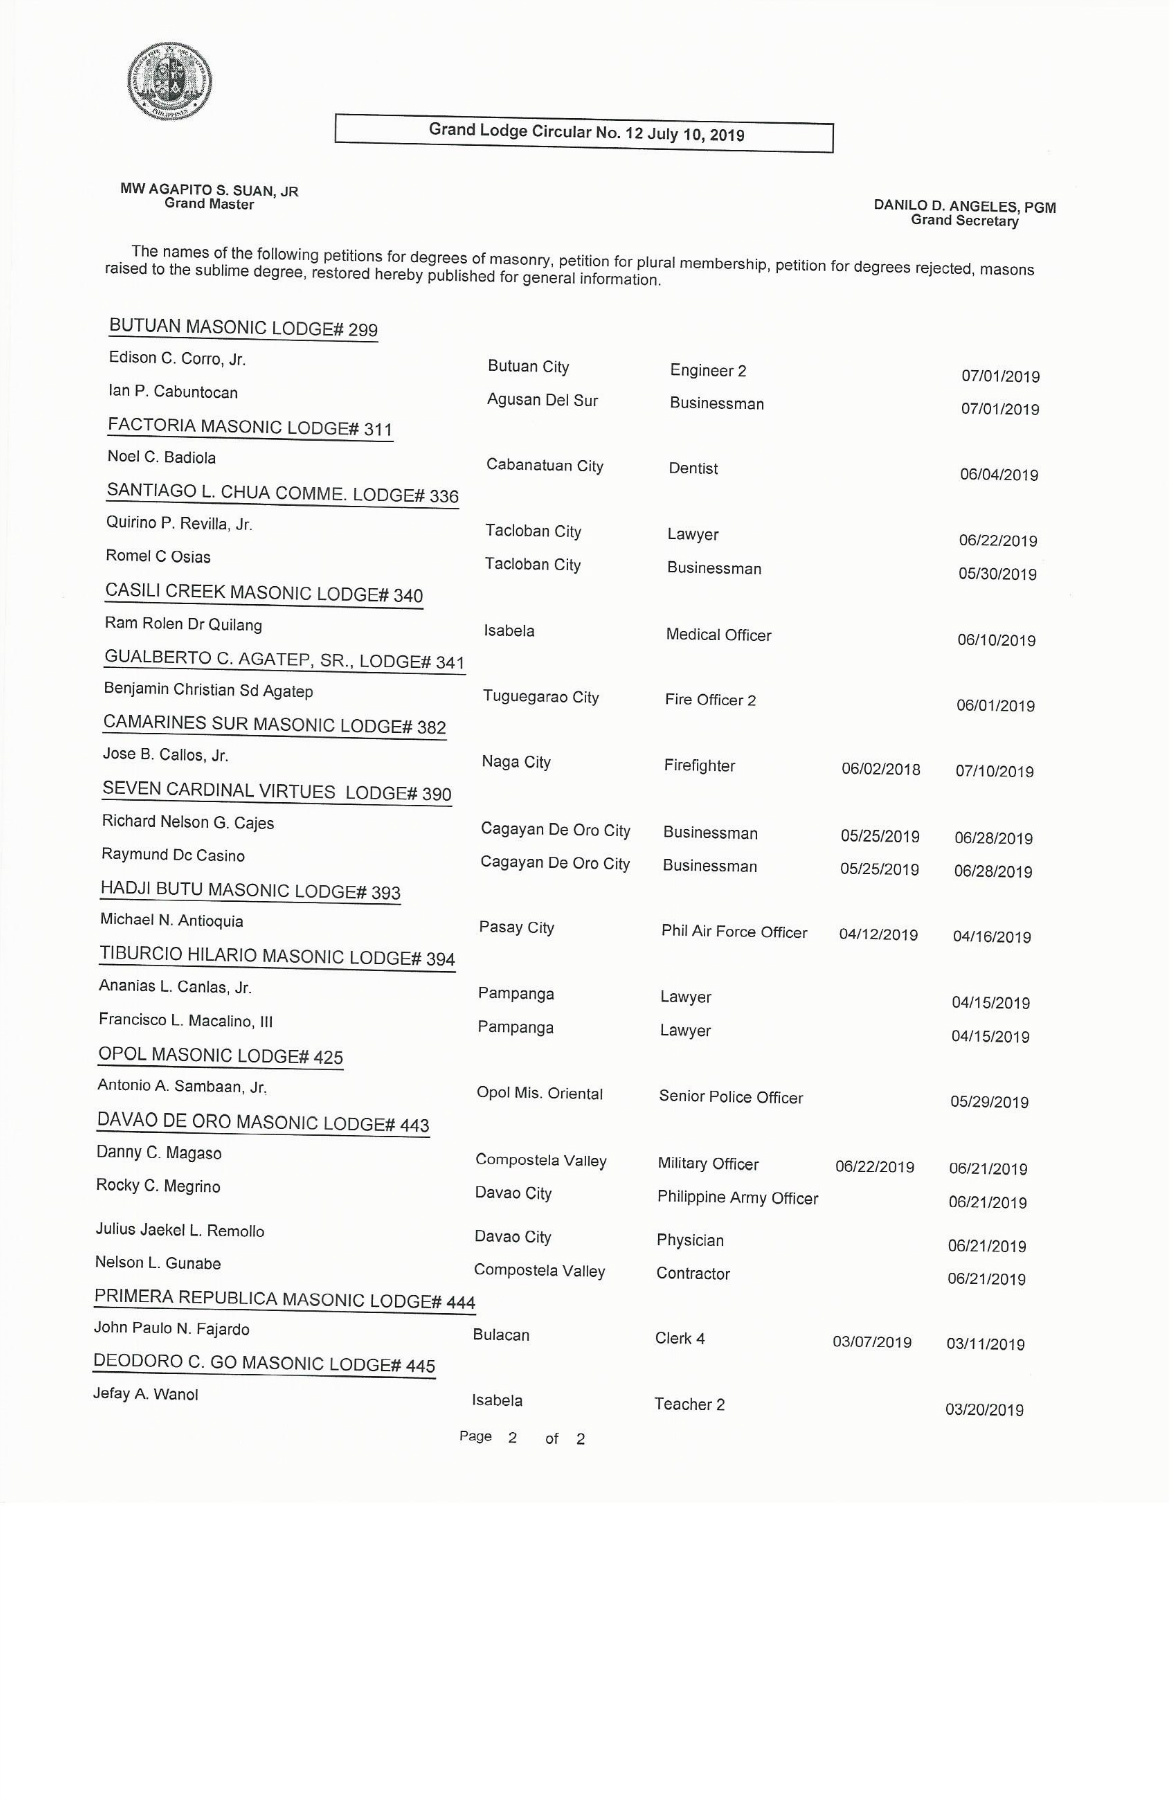 PHILIPPINES
Grand Lodge Circular No. 12 July 10, 2019
MW AGAPITO S. SUAN, JR
Grand Master
DANILO D. ANGELES, PGM
Grand Secretary
The names of the following petitions for degrees of masonry, petition for plural membership, petition for degrees rejected, masons
raised to the sublime degree, restored hereby published for general information.
BUTUAN MASONIC LODGE# 299
Edison C. Corro, Jr. Butuan City Engineer 2 07/01/2019
Ian P. Cabuntocan Agusan Del Sur Businessman 07/01/2019
FACTORIA MASONIC LODGE# 311
Noel C. Badiola Cabanatuan City Dentist 06/04/2019
SANTIAGO L. CHUA COMME. LODGE# 336
Quirino P. Revilla, Jr. Tacloban City Lawyer 06/22/2019
Romel C Osias Tacloban City Businessman 05/30/2019
CASILI CREEK MASONIC LODGE# 340
Ram Rolen Dr Quilang Isabela Medical Officer 06/10/2019
GUALBERTO C. AGATEP, SR., LODGE# 341
Benjamin Christian Sd Agatep Tuguegarao City Fire Officer 2 06/01/2019
CAMARINES SUR MASONIC LODGE# 382
Jose B. Callos, Jr. Naga City Firefighter 06/02/2018 07/10/2019
SEVEN CARDINAL VIRTUES LODGE# 390
Richard Nelson G. Cajes Cagayan De Oro City Businessman 05/25/2019 06/28/2019
Raymund Dc Casino Cagayan De Oro City Businessman 05/25/2019 06/28/2019
HADJI BUTU MASONIC LODGE# 393
Michael N. Antioquia Pasay City Phil Air Force Officer 04/12/2019 04/16/2019
TIBURCIO HILARIO MASONIC LODGE# 394
Ananias L. Canlas, Jr. Pampanga Lawyer 04/15/2019
Francisco L. Macalino, III Pampanga Lawyer 04/15/2019
OPOL MASONIC LODGE# 425
Antonio A. Sambaan, Jr. Opol Mis. Oriental Senior Police Officer 05/29/2019
DAVAO DE ORO MASONIC LODGE# 443
Danny C. Magaso Compostela Valley Military Officer 06/22/2019 06/21/2019
Rocky C. Megrino Davao City Philippine Army Officer 06/21/2019
Julius Jaekel L. Remollo Davao City Physician 06/21/2019
Nelson L. Gunabe Compostela Valley Contractor 06/21/2019
PRIMERA REPUBLICA MASONIC LODGE# 444
John Paulo N. Fajardo Bulacan Clerk 4 03/07/2019 03/11/2019
DEODORO C. GO MASONIC LODGE# 445
Jefay A. Wanol Isabela Teacher 2 03/20/2019
Page 2 of 2